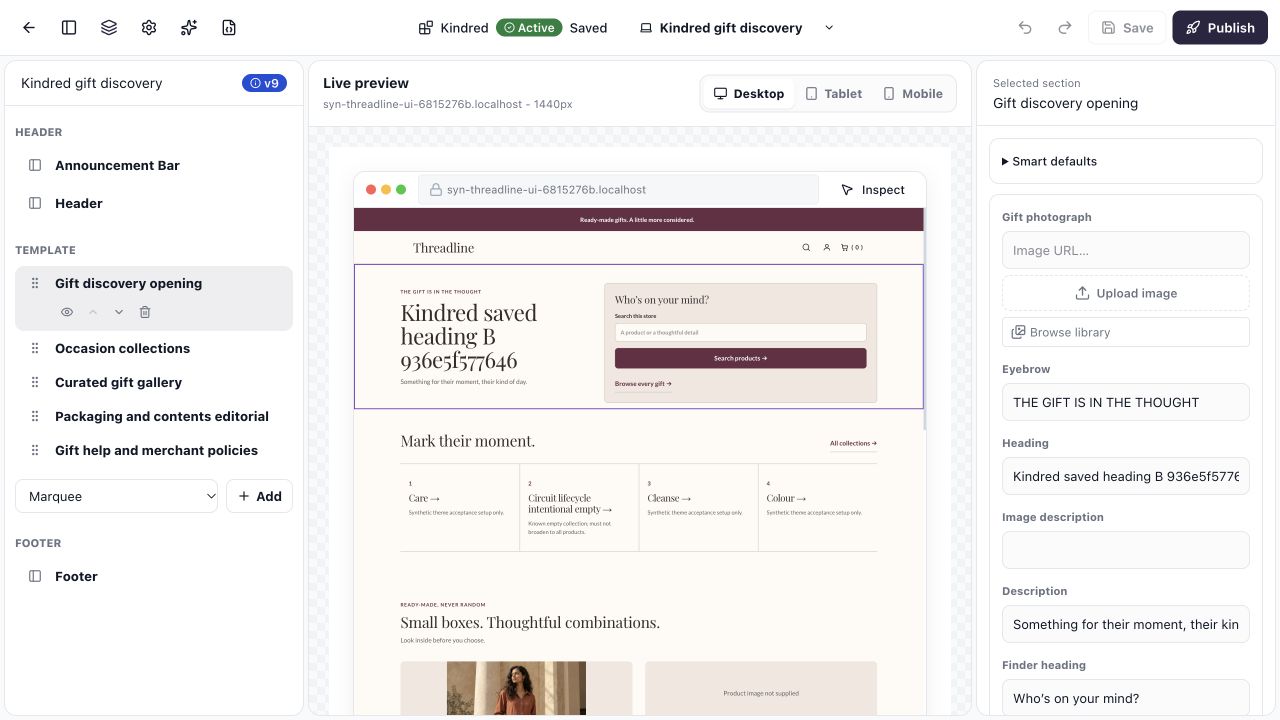 Kindred
Active
Saved
Kindred gift discovery
Save
Publish
Kindred gift discovery
v9
HEADER
Announcement Bar
Header
TEMPLATE
Gift discovery opening
Occasion collections
Curated gift gallery
Packaging and contents editorial
Gift help and merchant policies
Marquee
Add
FOOTER
Footer
Live preview
syn-threadline-ui-6815276b.localhost - 1440px
Desktop
Tablet
Mobile
syn-threadline-ui-6815276b.localhost
Inspect
Ready-made gifts. A little more considered.
Threadline
( 0 )
THE GIFT IS IN THE THOUGHT
Kindred saved
heading B
936e5f577646
Something for their moment, their kind of day.
Who's on your mind?
Search this store
A product or a thoughtful detail
Search products →
Browse every gift →
Mark their moment.
All collections →
1
Care →
Synthetic theme acceptance setup only.
2
Circuit lifecycle
intentional empty →
Known empty collection, must not
broaden to all products.
3
Cleanse →
Synthetic theme acceptance setup only.
4
Colour →
Synthetic theme acceptance setup only.
READY-MADE, NEVER RANDOM
Small boxes. Thoughtful combinations.
Look inside before you choose.
Product image not supplied
Selected section
Gift discovery opening
Smart defaults
Gift photograph
Image URL...
Upload image
Browse library
Eyebrow
THE GIFT IS IN THE THOUGHT
Heading
Kindred saved heading B 936e5f5776
Image description
Description
Something for their moment, their kin
Finder heading
Who's on your mind?